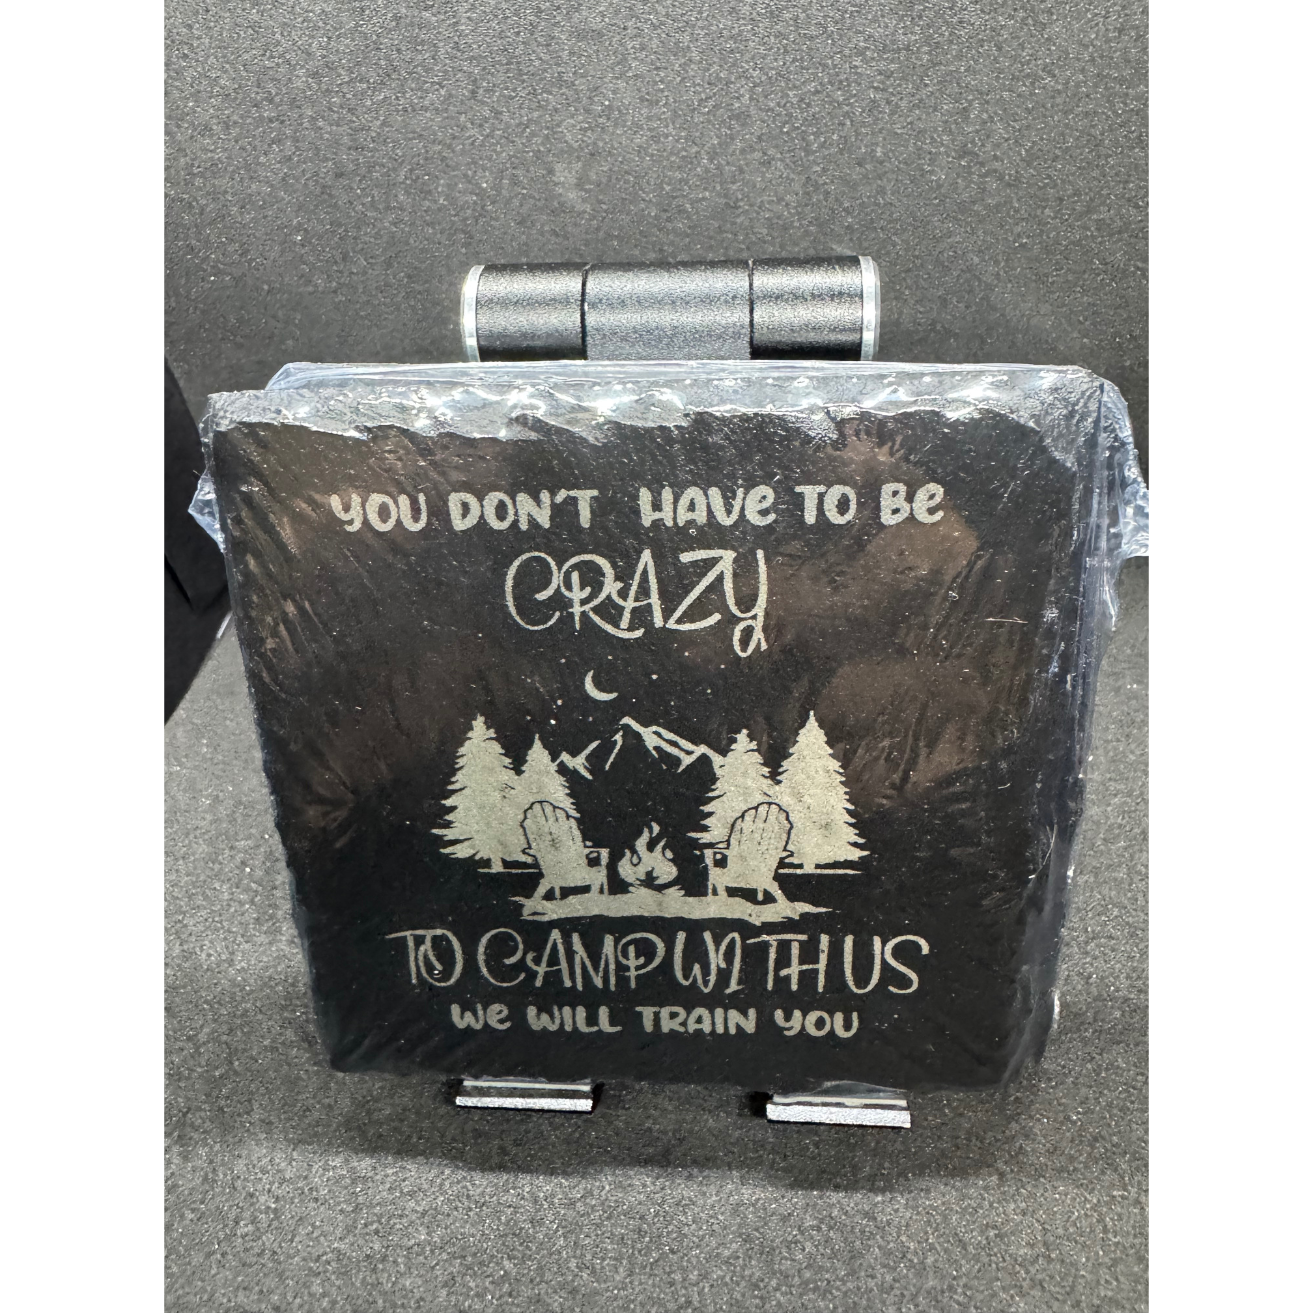 YOU DON'T HAVE TO BE
CRAZY
TO CAMP WITH US
WE WILL TRAIN YOU